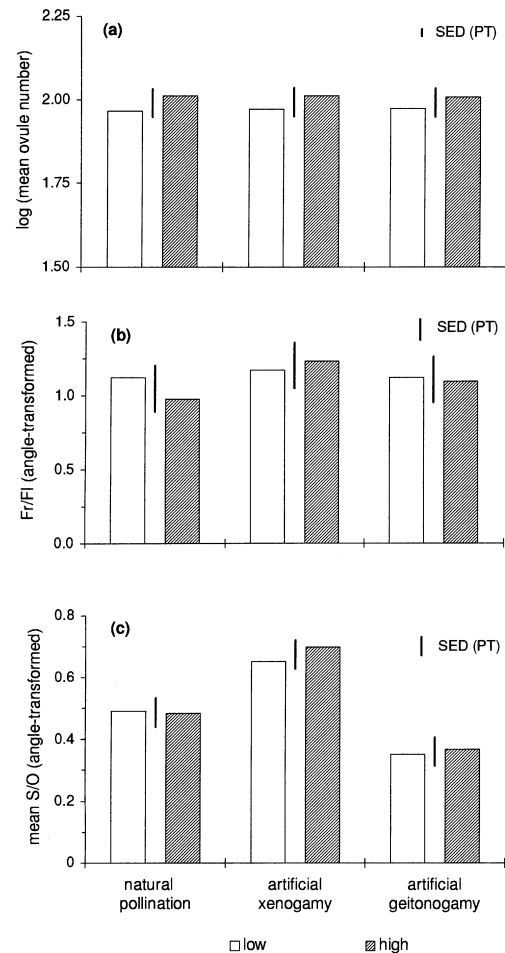 (a)
SED (PT)
log (mean ovule number)
2.25
2.00
1.75
1.50
(b)
SED (PT)
Fr/Fl (angle-transformed)
1.5
1.0
0.5
0.0
(c)
SED (PT)
mean S/O (angle-transformed)
0.8
0.6
0.4
0.2
0
natural
pollination
artificial
xenogamy
artificial
geitonogamy
low
high